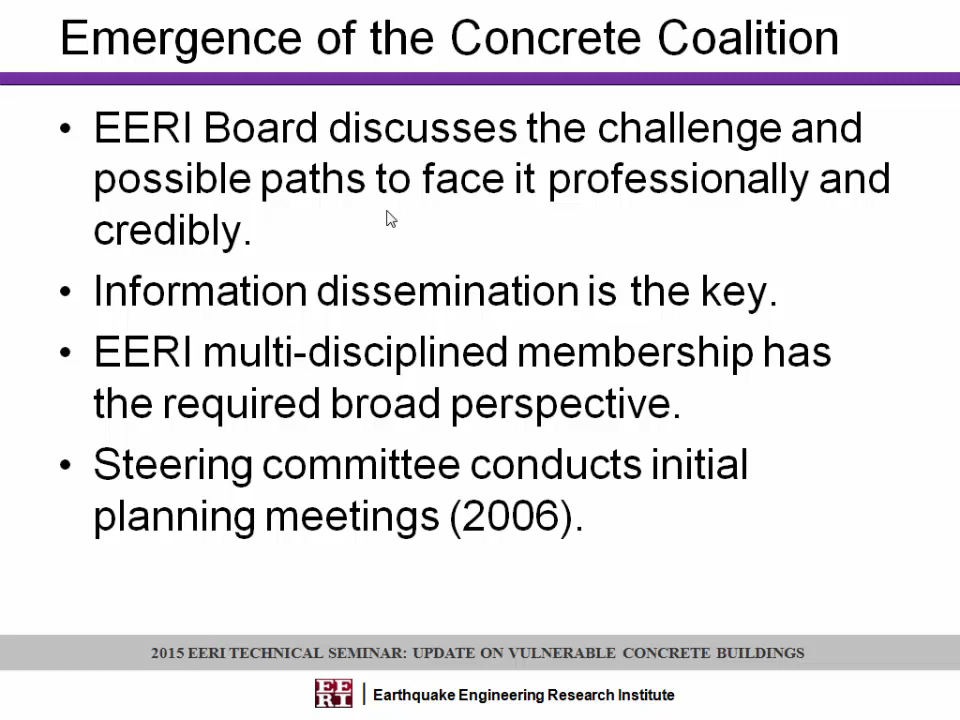 Emergence of the Concrete Coalition
• EERI Board discusses the challenge and
possible paths to face it professionally and
credibly.
• Information dissemination is the key.
• EERI multi-disciplined membership has
the required broad perspective.
• Steering committee conducts initial
planning meetings (2006).
2015 EERI TECHNICAL SEMINAR: UPDATE ON VULNERABLE CONCRETE BUILDINGS
EE
RI | Earthquake Engineering Research Institute